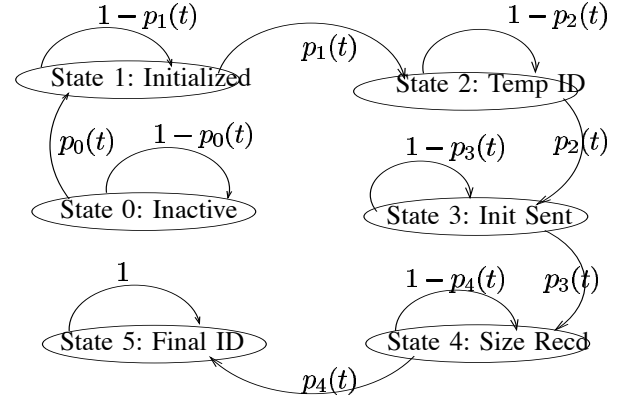 1 − p₁(t)
1 − p₂(t)
p₁(t)
State 1: Initialized
State 2: Temp ID
p₀(t)
1 − p₀(t)
1 − p₃(t)
p₂(t)
State 0: Inactive
State 3: Init Sent
1
1 − p₄(t)
p₃(t)
State 5: Final ID
State 4: Size Recd
p₄(t)